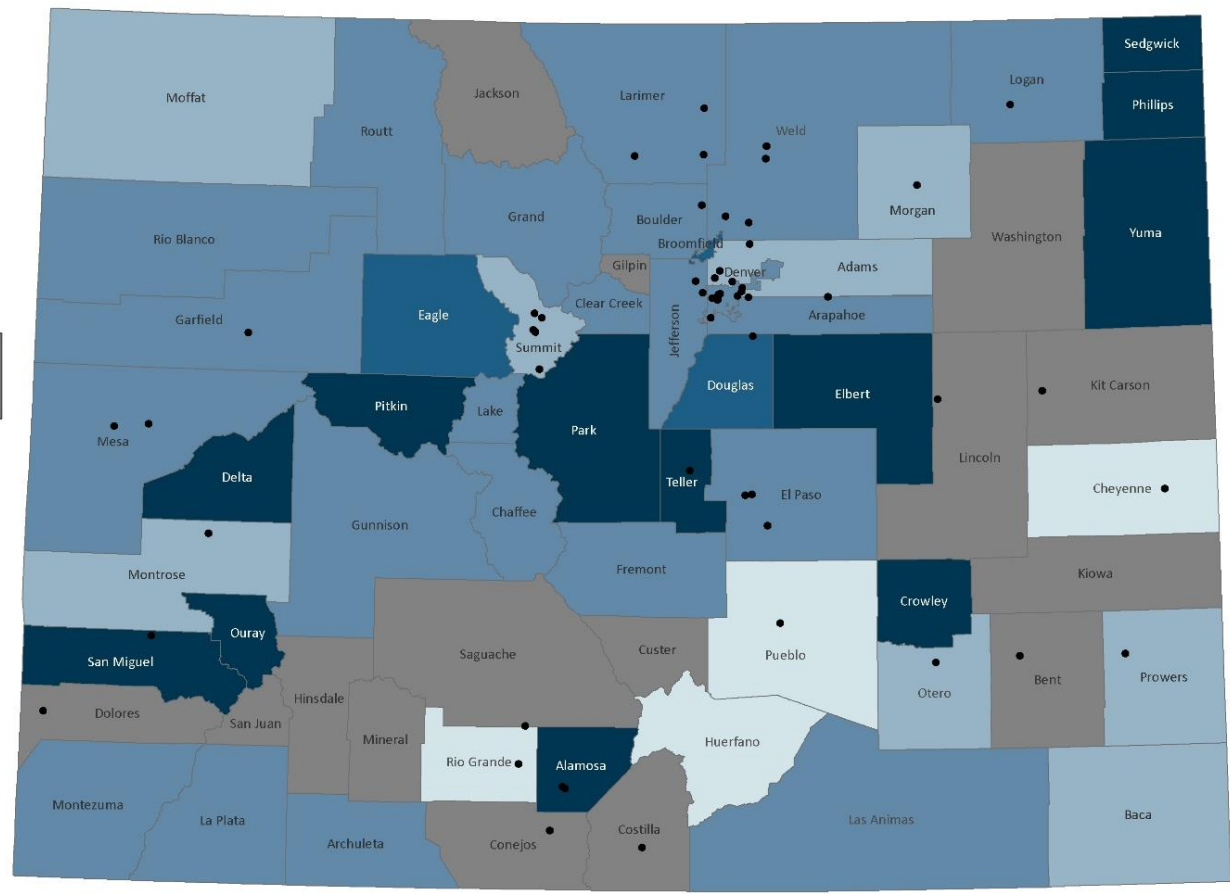 Sedgwick
Moffat
Jackson
Larimer
Logan
Phillips
Routt
Weld
Morgan
Grand
Boulder
Yuma
Rio Blanco
Washington
Broomfield
Gilpin
Denver
Adams
Clear Creek
Eagle
Garfield
Arapahoe
Jefferson
Summit
Kit Carson
Douglas
Elbert
Pitkin
Lake
Park
Mesa
Lincoln
Delta
Teller
Cheyenne
El Paso
Chaffee
Gunnison
Fremont
Montrose
Kiowa
Crowley
Ouray
Custer
Saguache
Pueblo
San Miguel
Bent
Prowers
Otero
Hinsdale
Dolores
San Juan
Mineral
Huerfano
Rio Grande
Alamosa
Montezuma
La Plata
Las Animas
Baca
Costilla
Archuleta
Conejos